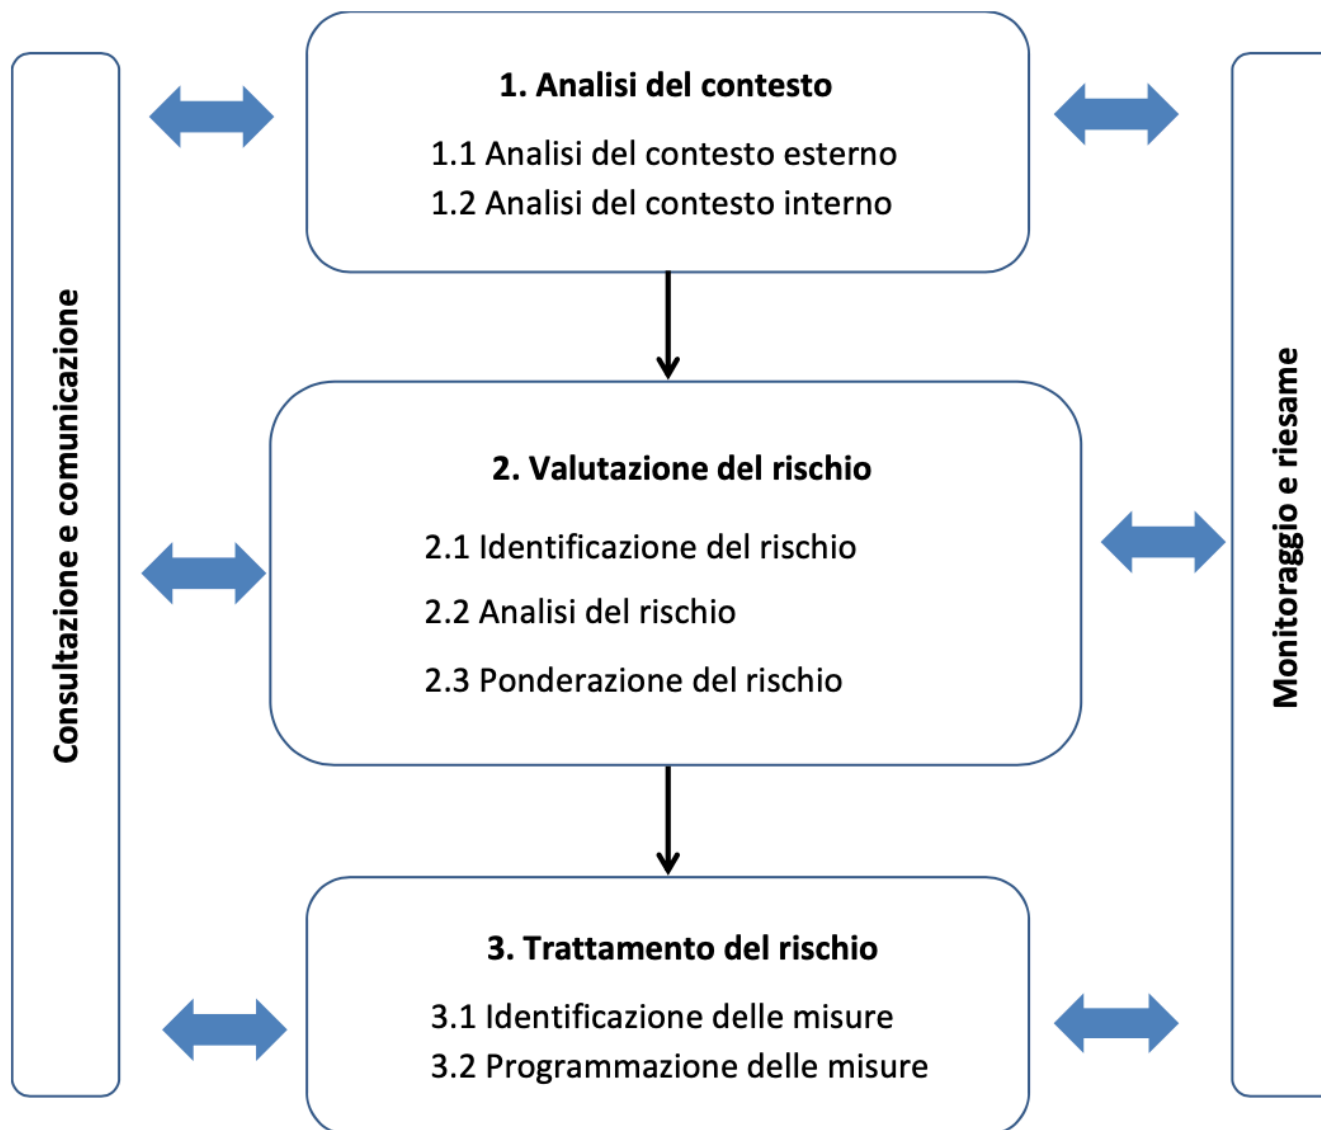 Consultazione e comunicazione
1. Analisi del contesto
1.1 Analisi del contesto esterno
1.2 Analisi del contesto interno
2. Valutazione del rischio
2.1 Identificazione del rischio
2.2 Analisi del rischio
2.3 Ponderazione del rischio
3. Trattamento del rischio
3.1 Identificazione delle misure
3.2 Programmazione delle misure
Monitoraggio e riesame